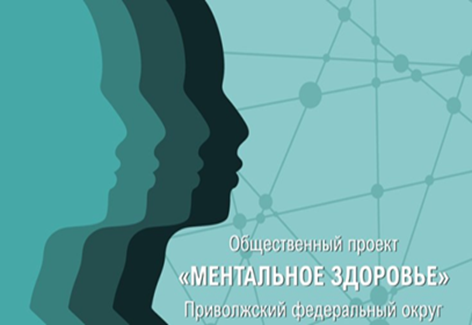 Общественный проект
«МЕНТАЛЬНОЕ ЗДОРОВЬЕ»
Приволжский федеральный округ